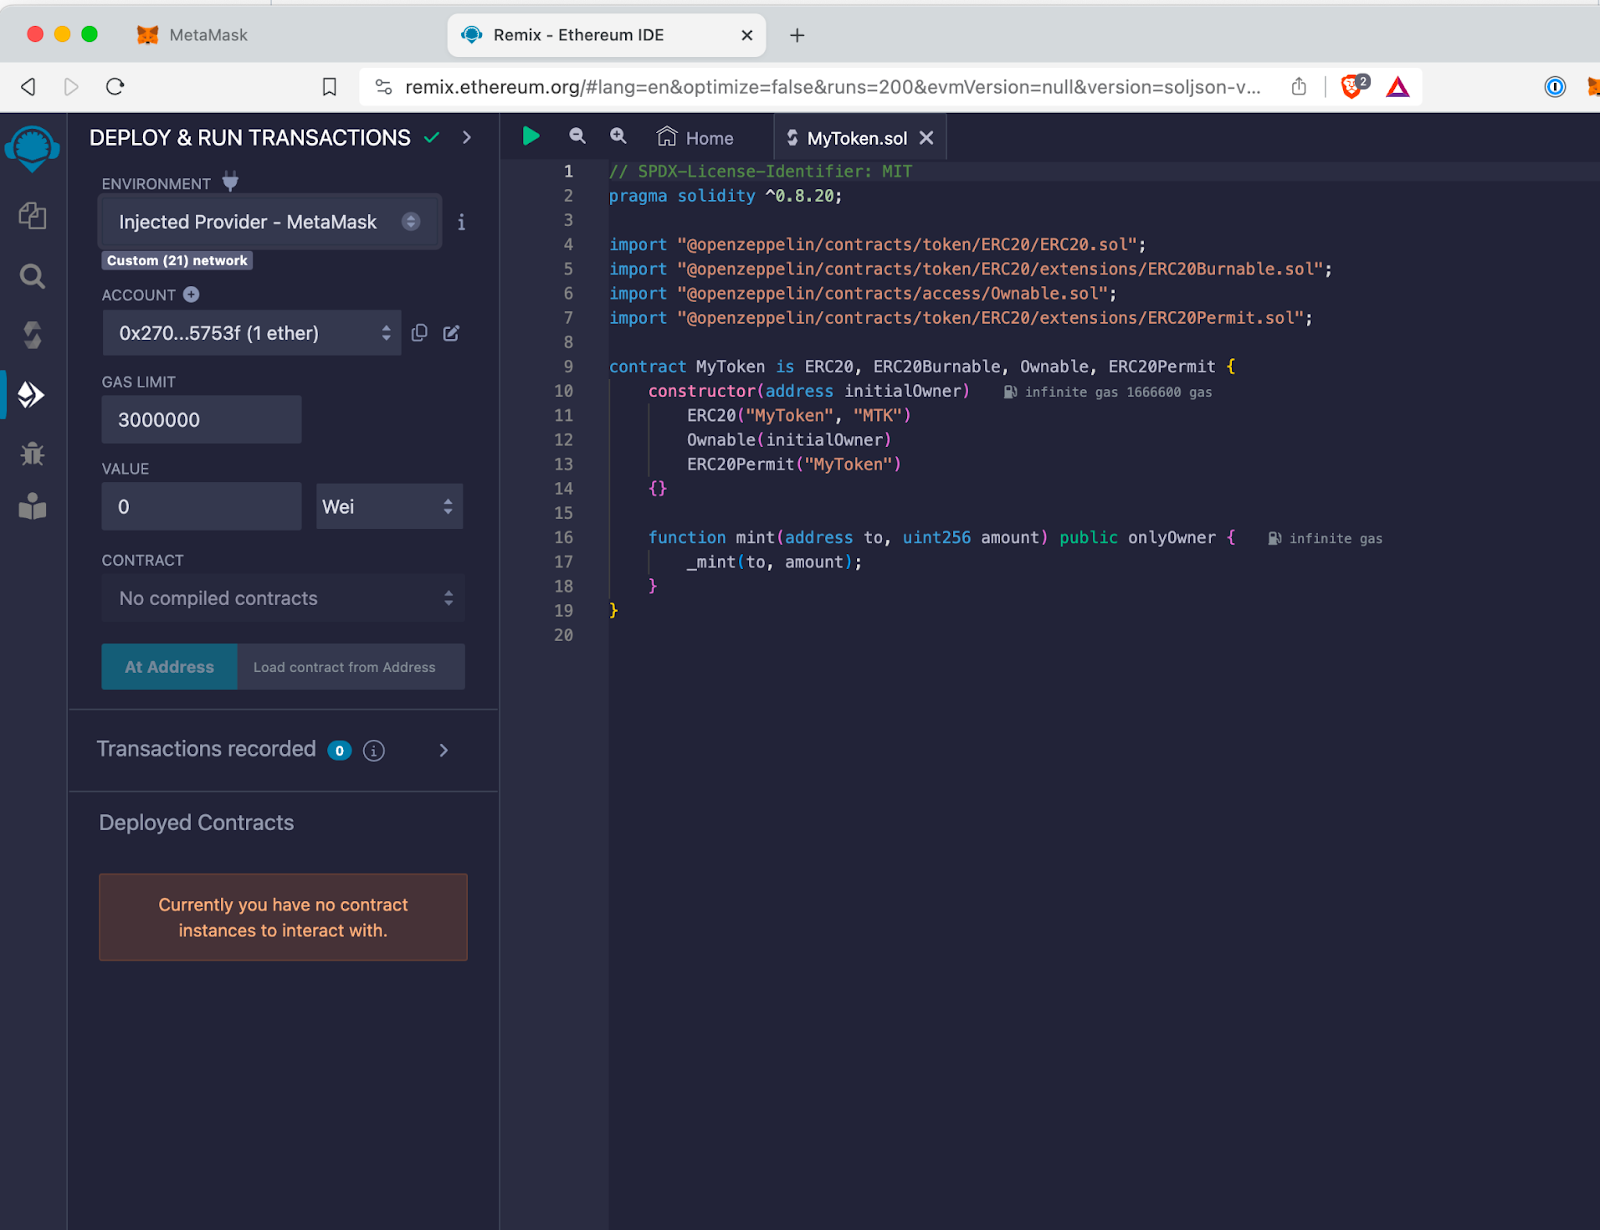 MetaMask
Remix - Ethereum IDE
remix.ethereum.org/#lang=en&optimize=false&runs=200&evmVersion=null&version=soljson-v...
2
DEPLOY & RUN TRANSACTIONS
ENVIRONMENT
Injected Provider - MetaMask
i
Custom (21) network
ACCOUNT
0x270...5753f (1 ether)
GAS LIMIT
3000000
VALUE
0
Wei
CONTRACT
No compiled contracts
At Address
Load contract from Address
Transactions recorded 0
Deployed Contracts
Currently you have no contract
instances to interact with.
Home
MyToken.sol
1 // SPDX-License-Identifier: MIT
2 pragma solidity ^0.8.20;
3
4 import "@openzeppelin/contracts/token/ERC20/ERC20.sol";
5 import "@openzeppelin/contracts/token/ERC20/extensions/ERC20Burnable.sol";
6 import "@openzeppelin/contracts/access/Ownable.sol";
7 import "@openzeppelin/contracts/token/ERC20/extensions/ERC20Permit.sol";
8
9 contract MyToken is ERC20, ERC20Burnable, Ownable, ERC20Permit {
10 constructor(address initialOwner) infinite gas 1666600 gas
11 ERC20("MyToken", "MTK")
12 Ownable(initialOwner)
13 ERC20Permit("MyToken")
14 {}
15
16 function mint(address to, uint256 amount) public onlyOwner { infinite gas
17 _mint(to, amount);
18 }
19 }
20